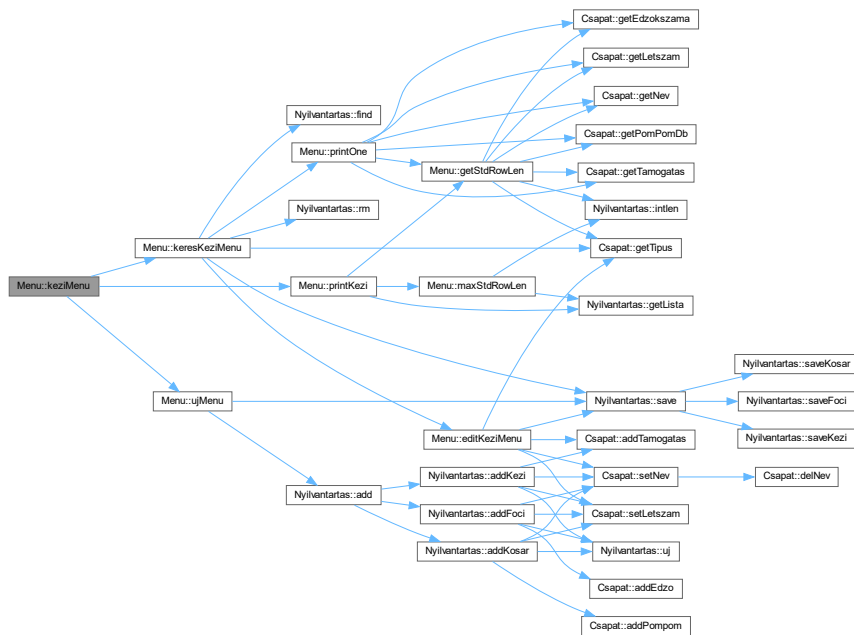 Csapat::getEdzokszama
Csapat::getLetszam
Csapat::getNev
Nyilvantartas::find
Csapat::getPomPomDb
Menu::printOne
Menu::getStdRowLen
Csapat::getTamogatas
Nyilvantartas::rm
Nyilvantartas::intlen
Menu::keresKeziMenu
Csapat::getTipus
Menu::keziMenu
Menu::printKezi
Menu::maxStdRowLen
Nyilvantartas::getLista
Nyilvantartas::saveKosar
Menu::ujMenu
Nyilvantartas::save
Nyilvantartas::saveFoci
Menu::editKeziMenu
Csapat::addTamogatas
Nyilvantartas::saveKezi
Nyilvantartas::addKezi
Csapat::setNev
Csapat::delNev
Nyilvantartas::add
Nyilvantartas::addFoci
Csapat::setLetszam
Nyilvantartas::addKosar
Nyilvantartas::uj
Csapat::addEdzo
Csapat::addPompom